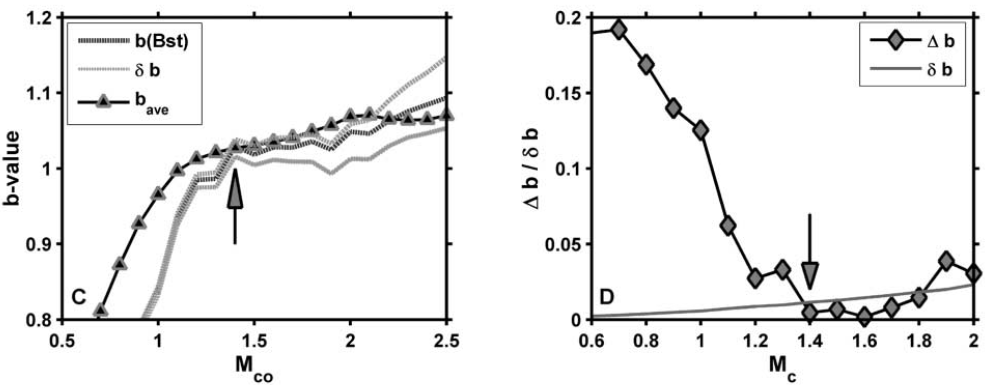 b-value
1.2
1.1
1
0.9
0.8
b(Bst)
δ b
b_ave
C
0.5 1 1.5 2 2.5
M_co
Δ b / δ b
0.2
0.15
0.1
0.05
0
Δ b
δ b
D
0.6 0.8 1 1.2 1.4 1.6 1.8 2
M_c